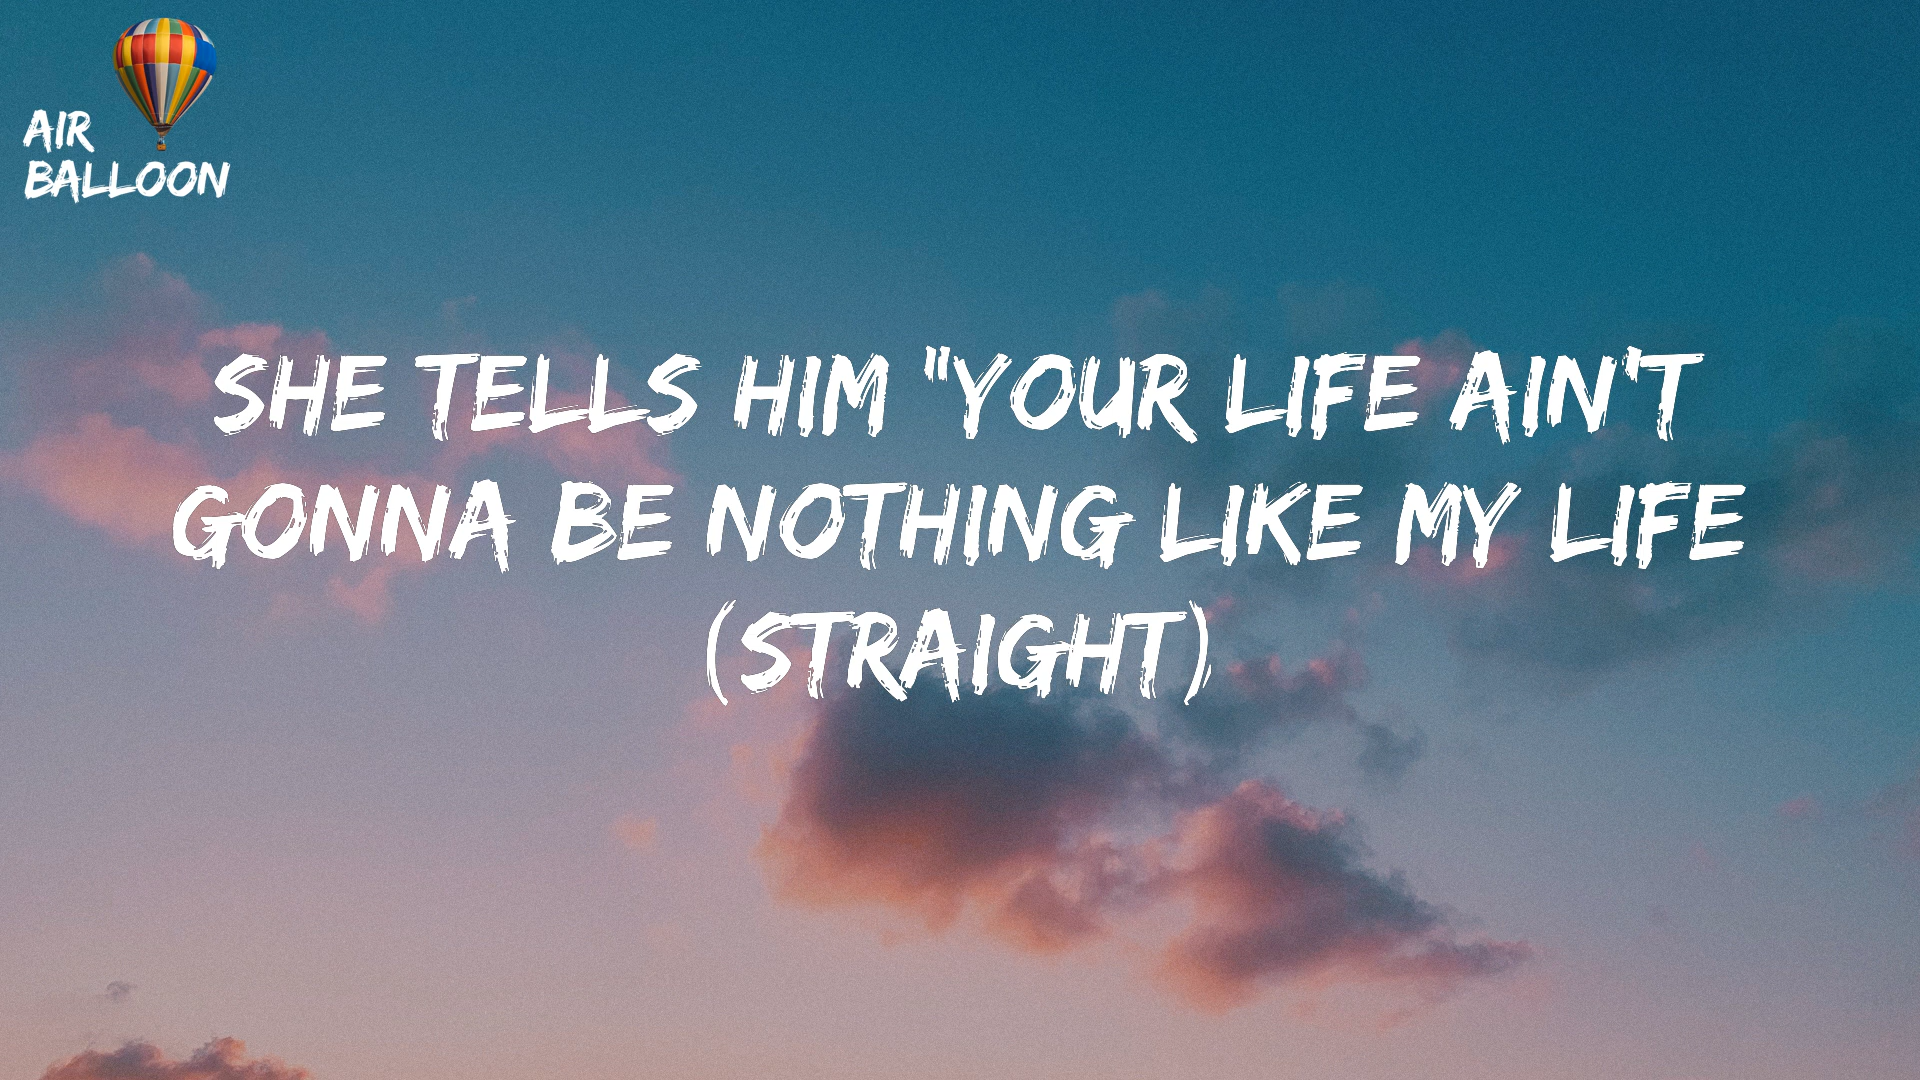 AIR
BALLOON
SHE TELLS HIM "YOUR LIFE AIN'T
GONNA BE NOTHING LIKE MY LIFE
(STRAIGHT)